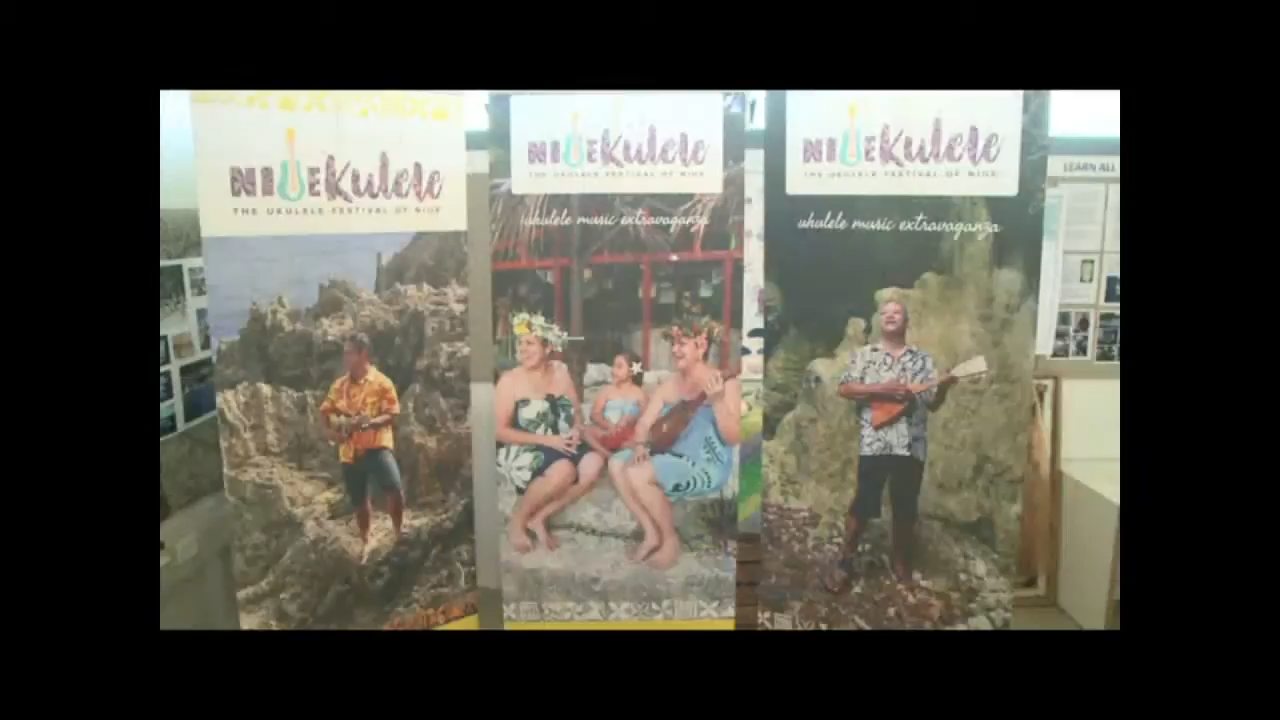 NIUEKulele
THE UKULELE FESTIVAL OF NIUE
NIUEKulele
THE UKULELE FESTIVAL OF NIUE
ukulele music extravaganza
NIUEKulele
THE UKULELE FESTIVAL OF NIUE
ukulele music extravaganza
LEARN ALL